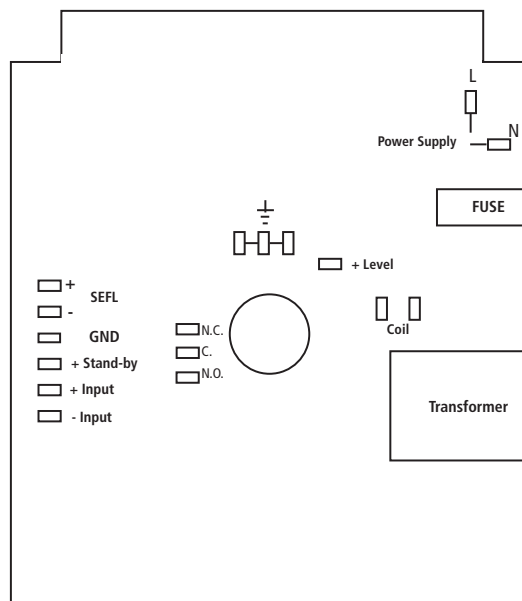 L
N
Power Supply
FUSE
+ Level
+
SEFL
-
GND
+ Stand-by
+ Input
- Input
N.C.
C.
N.O.
Coil
Transformer